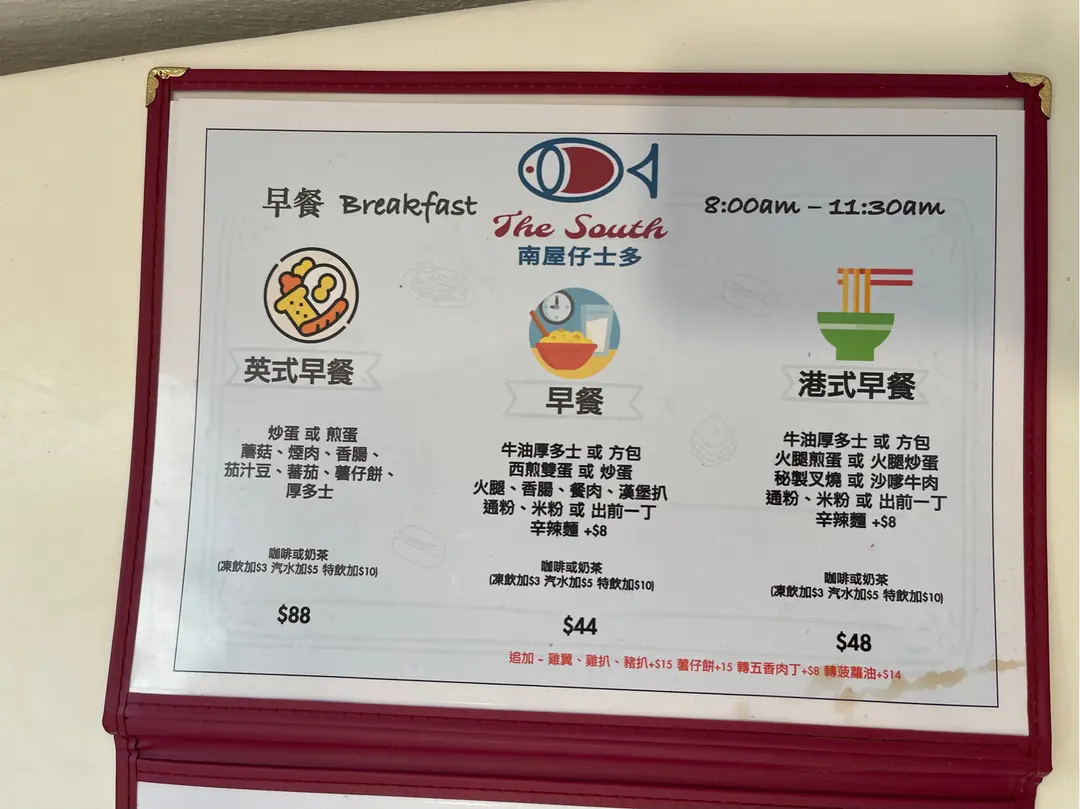 早餐 Breakfast
The South
南屋仔士多
8:00am – 11:30am
英式早餐
炒蛋 或 煎蛋
蘑菇、煙肉、香腸、
茄汁豆、蕃茄、薯仔餅、
厚多士
咖啡或奶茶
(凍飲加$3 汽水加$5 特飲加$10)
$88
早餐
牛油厚多士 或 方包
西煎雙蛋 或 炒蛋
火腿、香腸、餐肉、漢堡扒
通粉、米粉 或 出前一丁
辛辣麵 +$8
咖啡或奶茶
(凍飲加$3 汽水加$5 特飲加$10)
$44
港式早餐
牛油厚多士 或 方包
火腿煎蛋 或 火腿炒蛋
秘製叉燒 或 沙嗲牛肉
通粉、米粉 或 出前一丁
辛辣麵 +$8
咖啡或奶茶
(凍飲加$3 汽水加$5 特飲加$10)
$48
追加 ~ 雞翼、雞扒、豬扒+$15 薯仔餅+15 轉五香肉丁+$8 轉菠蘿油+$14